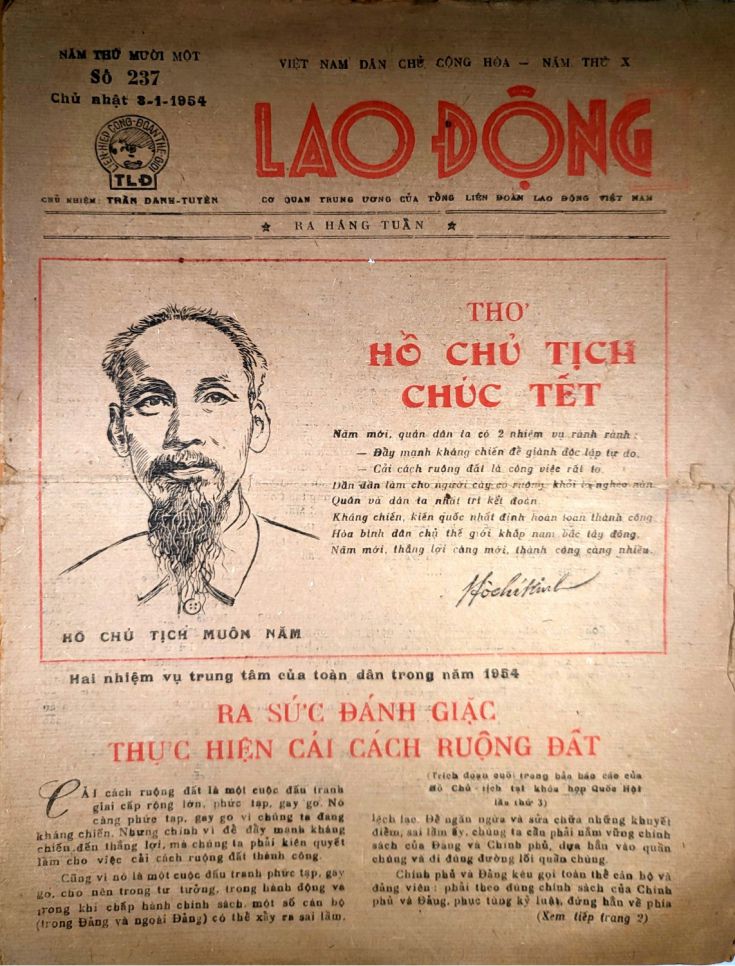 NĂM THỨ MƯỜI MỘT
Số 237
Chủ nhật 3-1-1954
VIỆT NAM DÂN CHỦ CỘNG HÒA — NĂM THỨ X
LAO ĐỘNG
LIÊN-HIỆP CÔNG-ĐOÀN THẾ-GIỚI
TLĐ
CHỦ NHIỆM: TRẦN DANH-TUYÊN
CƠ QUAN TRUNG ƯƠNG CỦA TỔNG LIÊN ĐOÀN LAO ĐỘNG VIỆT NAM
★ RA HÀNG TUẦN ★
THƠ
HỒ CHỦ TỊCH
CHÚC TẾT
Năm mới, quân dân ta có 2 nhiệm vụ rành rành :
— Đẩy mạnh kháng chiến để giành độc lập tự do.
— Cải cách ruộng đất là công việc rất to.
Dần dần làm cho người cày có ruộng, khỏi lo nghèo nàn.
Quân và dân ta nhất trí kết đoàn.
Kháng chiến, kiến quốc nhất định hoàn toàn thành công
Hòa bình dân chủ thế giới khắp nam bắc tây đông.
Năm mới, thắng lợi càng mới, thành công càng nhiều.
Hồ Chí Minh
HỒ CHỦ TỊCH MUÔN NĂM
Hai nhiệm vụ trung tâm của toàn dân trong năm 1954
RA SỨC ĐÁNH GIẶC
THỰC HIỆN CẢI CÁCH RUỘNG ĐẤT
CẢI cách ruộng đất là một cuộc đấu tranh
giai cấp rộng lớn, phức tạp, gay go. Nó
càng phức tạp, gay go vì chúng ta đang
kháng chiến. Nhưng chính vì để đẩy mạnh kháng
chiến đến thắng lợi, mà chúng ta phải kiên quyết
làm cho việc cải cách ruộng đất thành công.
Cũng vì nó là một cuộc đấu tranh phức tạp, gay
go, cho nên trong tư tưởng, trong hành động và
trong khi chấp hành chính sách một số cán bộ
(trong Đảng và ngoài Đảng) có thể xẩy ra sai lầm,
(Trích đoạn cuối trong bản báo cáo của
Hồ Chủ-tịch tại khóa họp Quốc Hội
lần thứ 3)
lệch lạc. Để ngăn ngừa và sửa chữa những khuyết
điểm, sai lầm ấy, chúng ta cần phải nắm vững chính
sách của Đảng và Chính phủ, dựa hẳn vào quần
chúng và đi đúng đường lối quần chúng.
Chính phủ và Đảng kêu gọi toàn thể cán bộ và
đảng viên : phải theo đúng chính sách của Chính
phủ và Đảng, phục tùng kỷ luật, đứng hẳn về phía
(Xem tiếp trang 2)